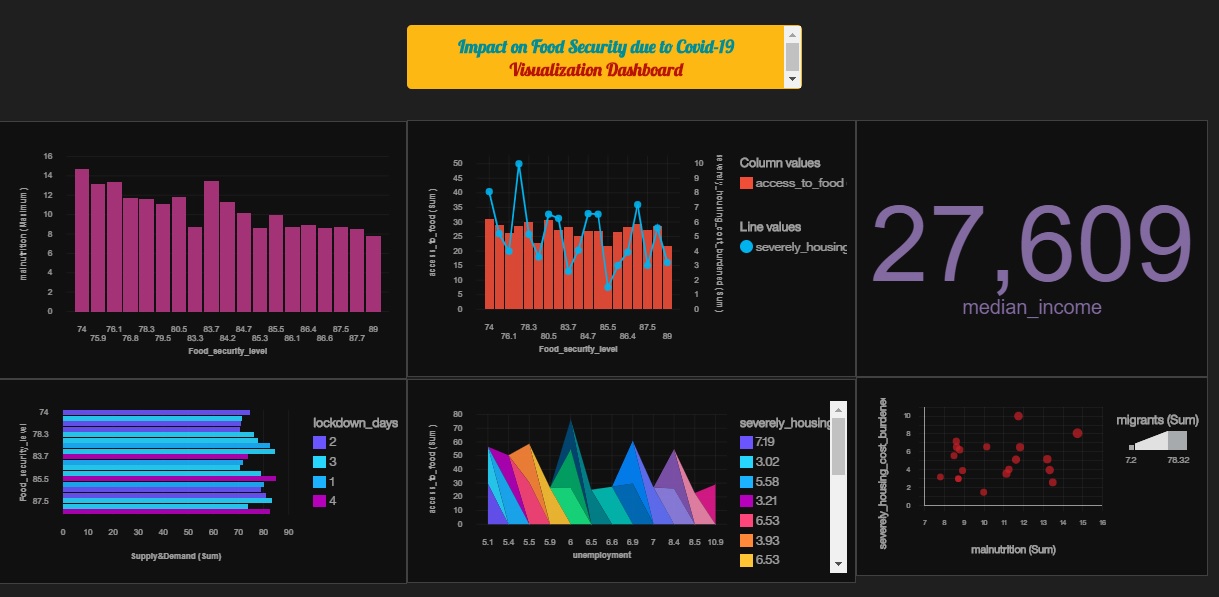 Impact on Food Security due to Covid-19
Visualization Dashboard
malnutrition (Maximum)
16
14
12
10
8
6
4
2
0
74 76.1 78.3 80.5 83.7 84.7 85.5 86.4 87.5 89
75.9 76.8 79.5 83.3 84.2 85.3 86.1 86.6 87.7
Food_security_level
access_to_food (Sum)
50
45
40
35
30
25
20
15
10
5
0
10
9
8
7
6
5
4
3
2
1
0
severely_housing_cost_burdened (Sum)
74 78.3 83.7 85.5 87.5
76.1 80.5 84.7 86.4 89
Food_security_level
Column values
access_to_food
Line values
severely_housing
27,609
median_income
Food_security_level
74
78.3
83.7
85.5
87.5
0 10 20 30 40 50 60 70 80 90
Supply&Demand (Sum)
lockdown_days
2
3
1
4
access_to_food (Sum)
80
70
60
50
40
30
20
10
0
5.1 5.4 5.5 5.9 6 6.5 6.6 6.9 7 8.4 8.5 10.9
unemployment
severely_housing
7.19
3.02
5.58
3.21
6.53
3.93
6.53
severely_housing_cost_burdened
10
8
6
4
2
0
7 8 9 10 11 12 13 14 15 16
malnutrition (Sum)
migrants (Sum)
7.2 78.32